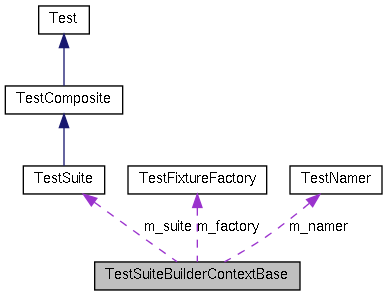 Test
TestComposite
TestSuite
TestFixtureFactory
TestNamer
m_suite
m_factory
m_namer
TestSuiteBuilderContextBase